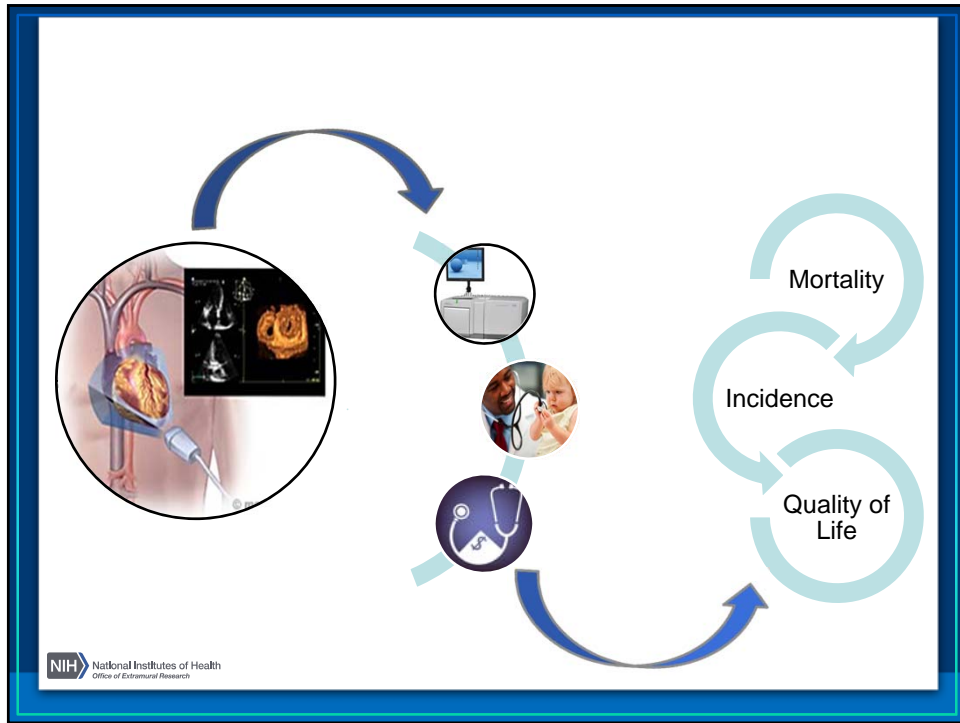 Mortality
Incidence
Quality of
Life
NIH
National Institutes of Health
Office of Extramural Research